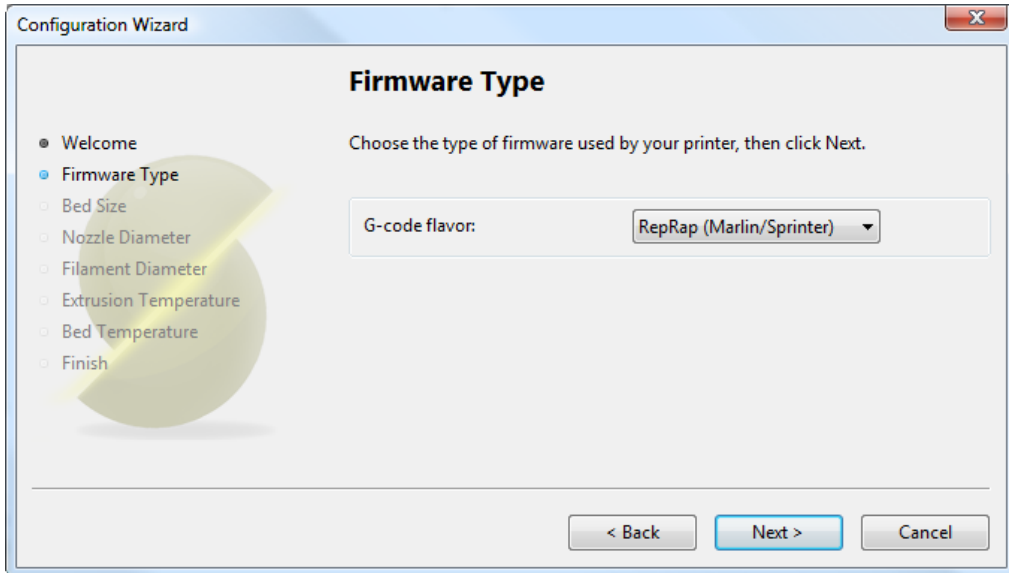 Configuration Wizard
Firmware Type
Welcome
Firmware Type
Bed Size
Nozzle Diameter
Filament Diameter
Extrusion Temperature
Bed Temperature
Finish
Choose the type of firmware used by your printer, then click Next.
G-code flavor:
RepRap (Marlin/Sprinter)
< Back
Next >
Cancel